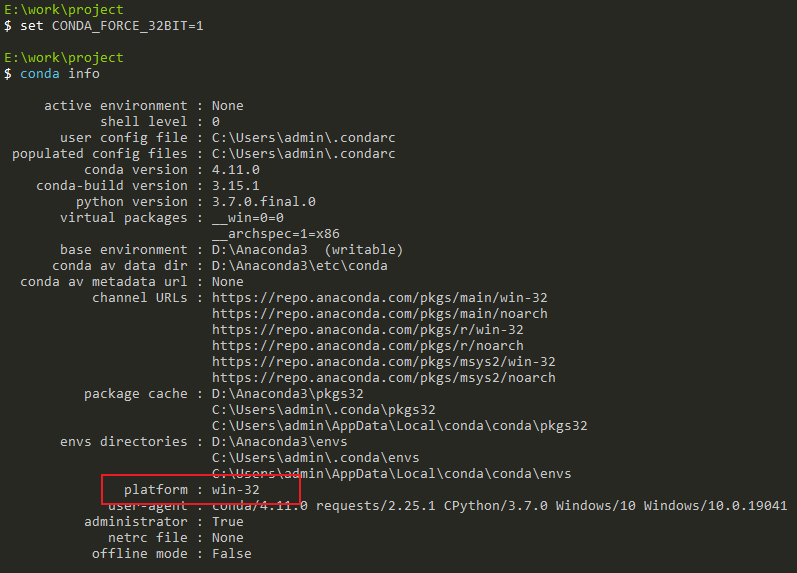 E:\work\project
$ set CONDA_FORCE_32BIT=1
E:\work\project
$ conda info
active environment : None
shell level : 0
user config file : C:\Users\admin\.condarc
populated config files : C:\Users\admin\.condarc
conda version : 4.11.0
conda-build version : 3.15.1
python version : 3.7.0.final.0
virtual packages : __win=0=0
__archspec=1=x86
base environment : D:\Anaconda3  (writable)
conda av data dir : D:\Anaconda3\etc\conda
conda av metadata url : None
channel URLs : https://repo.anaconda.com/pkgs/main/win-32
https://repo.anaconda.com/pkgs/main/noarch
https://repo.anaconda.com/pkgs/r/win-32
https://repo.anaconda.com/pkgs/r/noarch
https://repo.anaconda.com/pkgs/msys2/win-32
https://repo.anaconda.com/pkgs/msys2/noarch
package cache : D:\Anaconda3\pkgs32
C:\Users\admin\.conda\pkgs32
C:\Users\admin\AppData\Local\conda\conda\pkgs32
envs directories : D:\Anaconda3\envs
C:\Users\admin\.conda\envs
C:\Users\admin\AppData\Local\conda\conda\envs
platform : win-32
user-agent : conda/4.11.0 requests/2.25.1 CPython/3.7.0 Windows/10 Windows/10.0.19041
administrator : True
netrc file : None
offline mode : False